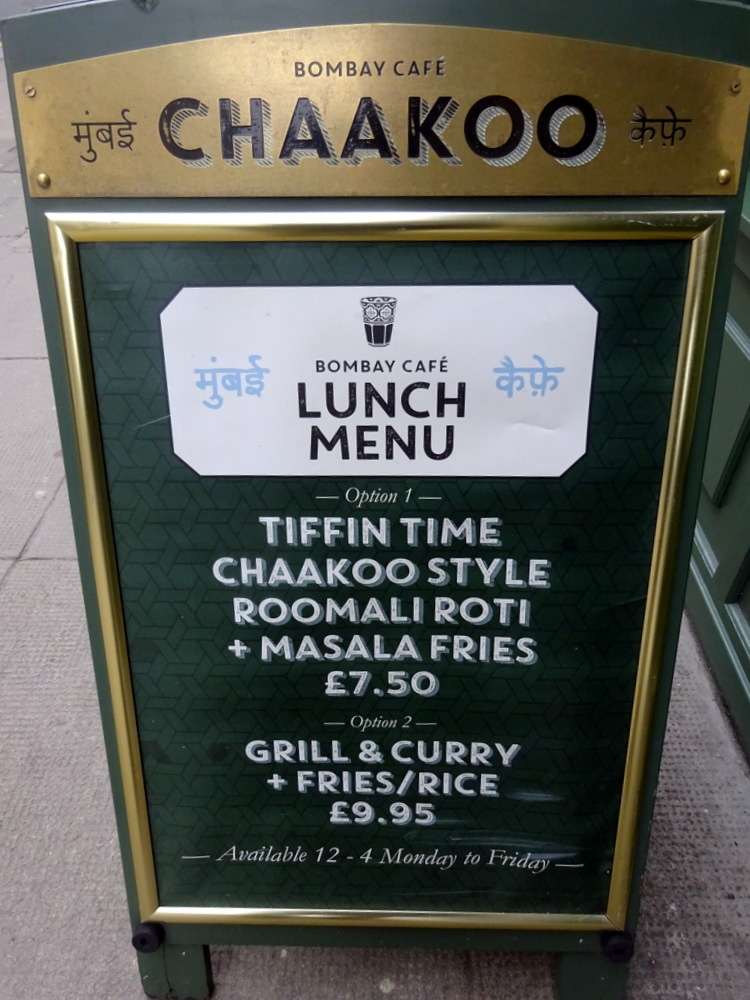 BOMBAY CAFÉ
मुंबई CHAAKOO कैफ़े
BOMBAY CAFÉ
मुंबई LUNCH कैफ़े
MENU
— Option 1 —
TIFFIN TIME
CHAAKOO STYLE
ROOMALI ROTI
+ MASALA FRIES
£7.50
— Option 2 —
GRILL & CURRY
+ FRIES/RICE
£9.95
— Available 12 - 4 Monday to Friday —